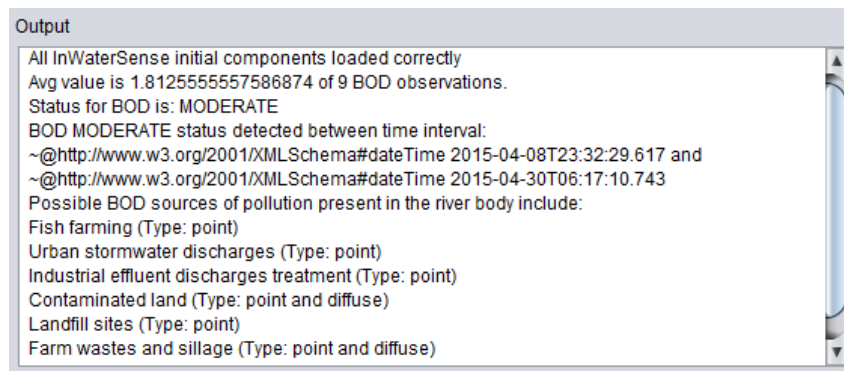 Output
All InWaterSense initial components loaded correctly
Avg value is 1.8125555557586874 of 9 BOD observations.
Status for BOD is: MODERATE
BOD MODERATE status detected between time interval:
~@http://www.w3.org/2001/XMLSchema#dateTime 2015-04-08T23:32:29.617 and
~@http://www.w3.org/2001/XMLSchema#dateTime 2015-04-30T06:17:10.743
Possible BOD sources of pollution present in the river body include:
Fish farming (Type: point)
Urban stormwater discharges (Type: point)
Industrial effluent discharges treatment (Type: point)
Contaminated land (Type: point and diffuse)
Landfill sites (Type: point)
Farm wastes and sillage (Type: point and diffuse)